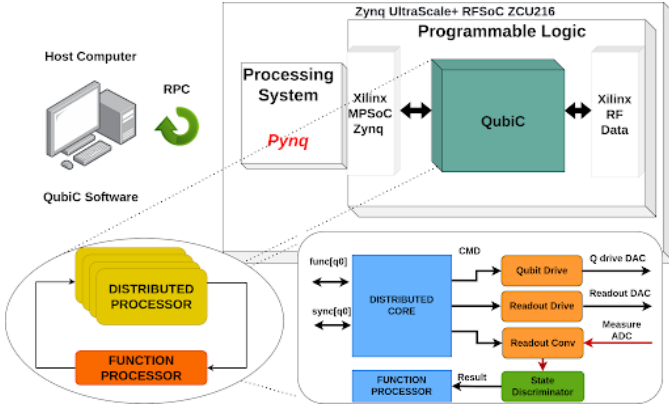 Zynq UltraScale+ RFSoC ZCU216
Programmable Logic
Host Computer
RPC
QubiC Software
Processing
System
Pynq
Xilinx
MPSoC
Zynq
QubiC
Xilinx
RF
Data
DISTRIBUTED
PROCESSOR
FUNCTION
PROCESSOR
func[q0]
sync[q0]
DISTRIBUTED
CORE
CMD
Qubit Drive
Q drive DAC
Readout Drive
Readout DAC
Readout Conv
Measure
ADC
FUNCTION
PROCESSOR
Result
State
Discriminator